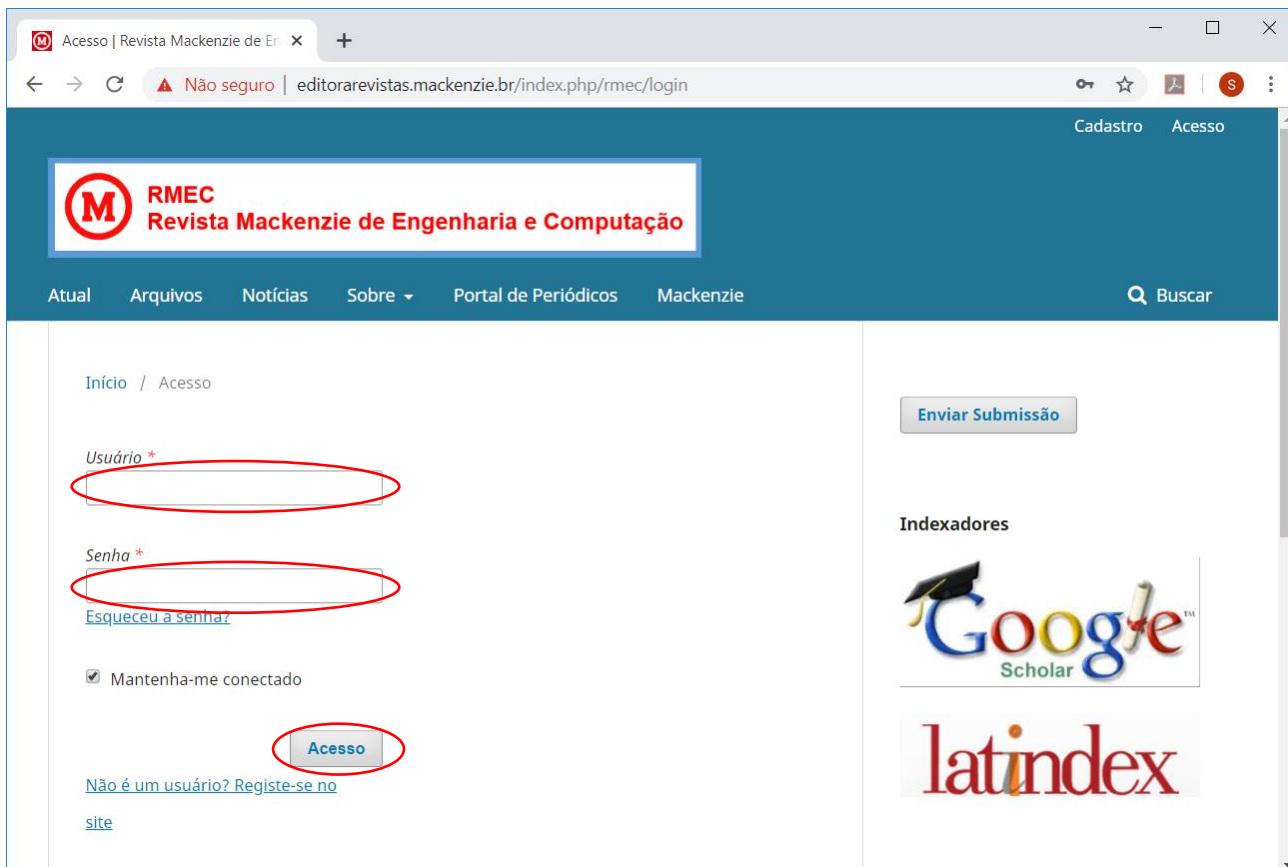 Acesso | Revista Mackenzie de En
Não seguro | editorarevistas.mackenzie.br/index.php/rmec/login
S
Cadastro Acesso
M
RMEC
Revista Mackenzie de Engenharia e Computação
Atual Arquivos Notícias Sobre Portal de Periódicos Mackenzie Buscar
Início / Acesso
Enviar Submissão
Usuário *
Indexadores
Senha *
Esqueceu a senha?
Google™
Scholar
Mantenha-me conectado
Acesso
latindex
Não é um usuário? Registe-se no
site